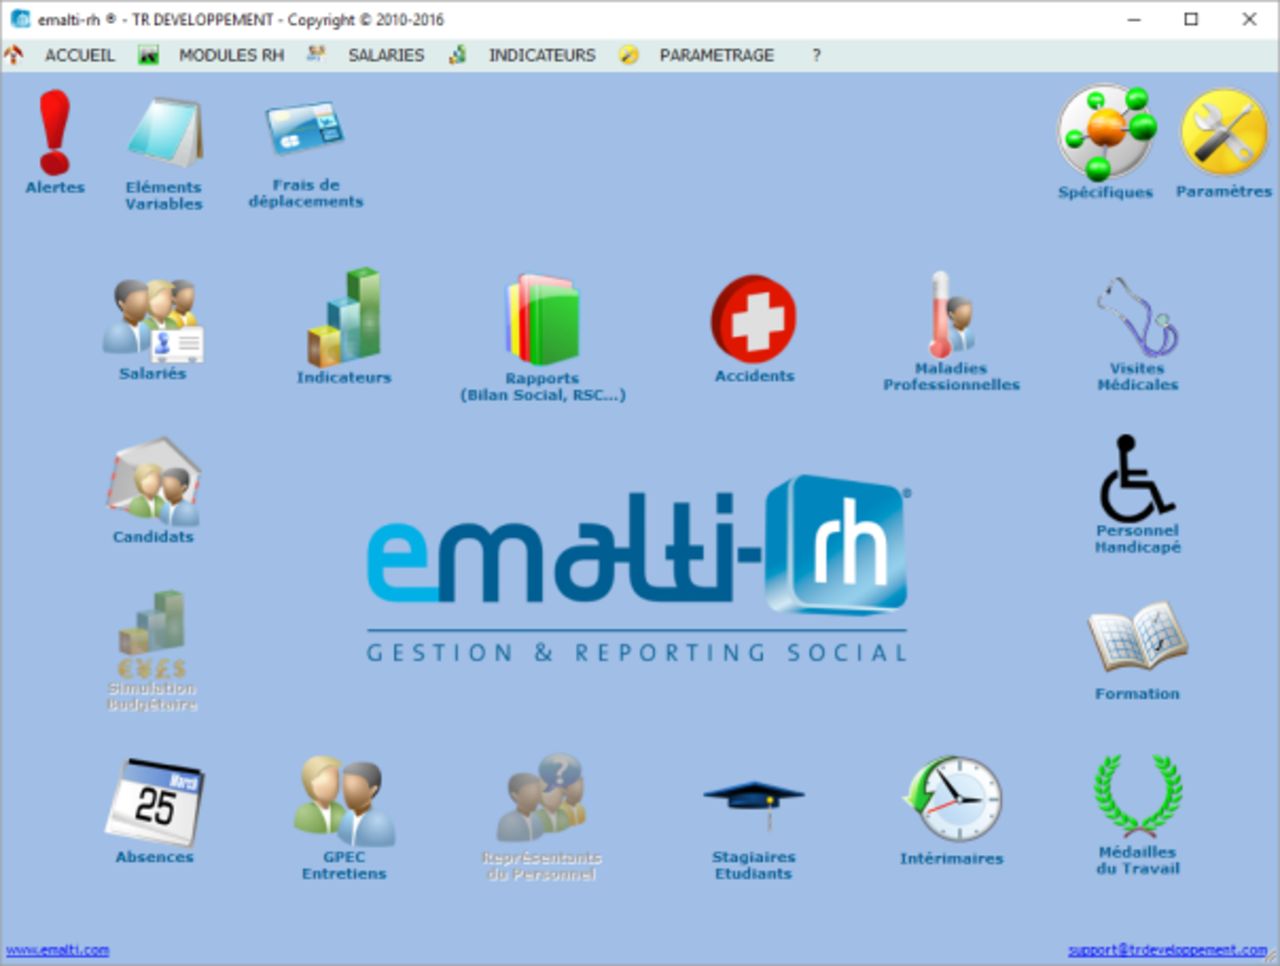 emalti-rh ® - TR DEVELOPPEMENT - Copyright © 2010-2016
ACCUEIL MODULES RH SALARIES INDICATEURS PARAMETRAGE ?
Alertes
Eléments
Variables
Frais de
déplacements
Spécifiques
Paramètres
Salariés
Indicateurs
Rapports
(Bilan Social, RSC...)
Accidents
Maladies
Professionnelles
Visites
Médicales
Candidats
emalti-rh®
GESTION & REPORTING SOCIAL
Personnel
Handicapé
€¥£$
Simulation
Budgétaire
Formation
March
25
Absences
GPEC
Entretiens
?
Représentants
du Personnel
Stagiaires
Etudiants
Intérimaires
Médailles
du Travail
www.emalti.com
support@trdeveloppement.com